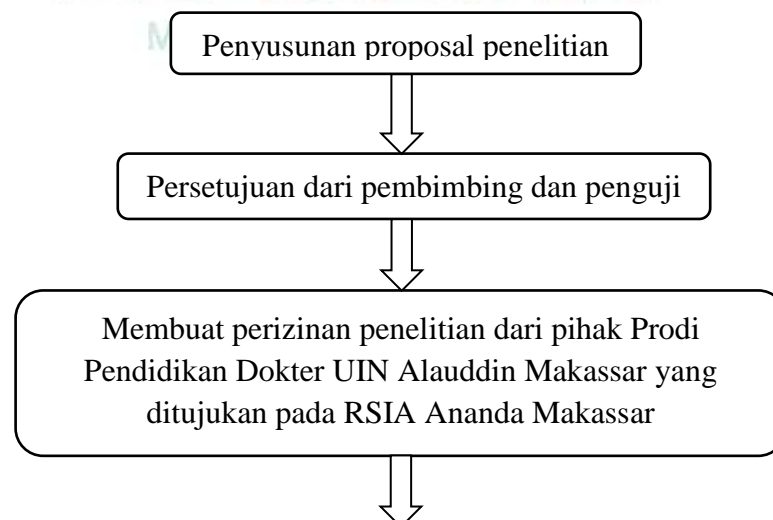 M
Penyusunan proposal penelitian
Persetujuan dari pembimbing dan penguji
Membuat perizinan penelitian dari pihak Prodi
Pendidikan Dokter UIN Alauddin Makassar yang
ditujukan pada RSIA Ananda Makassar